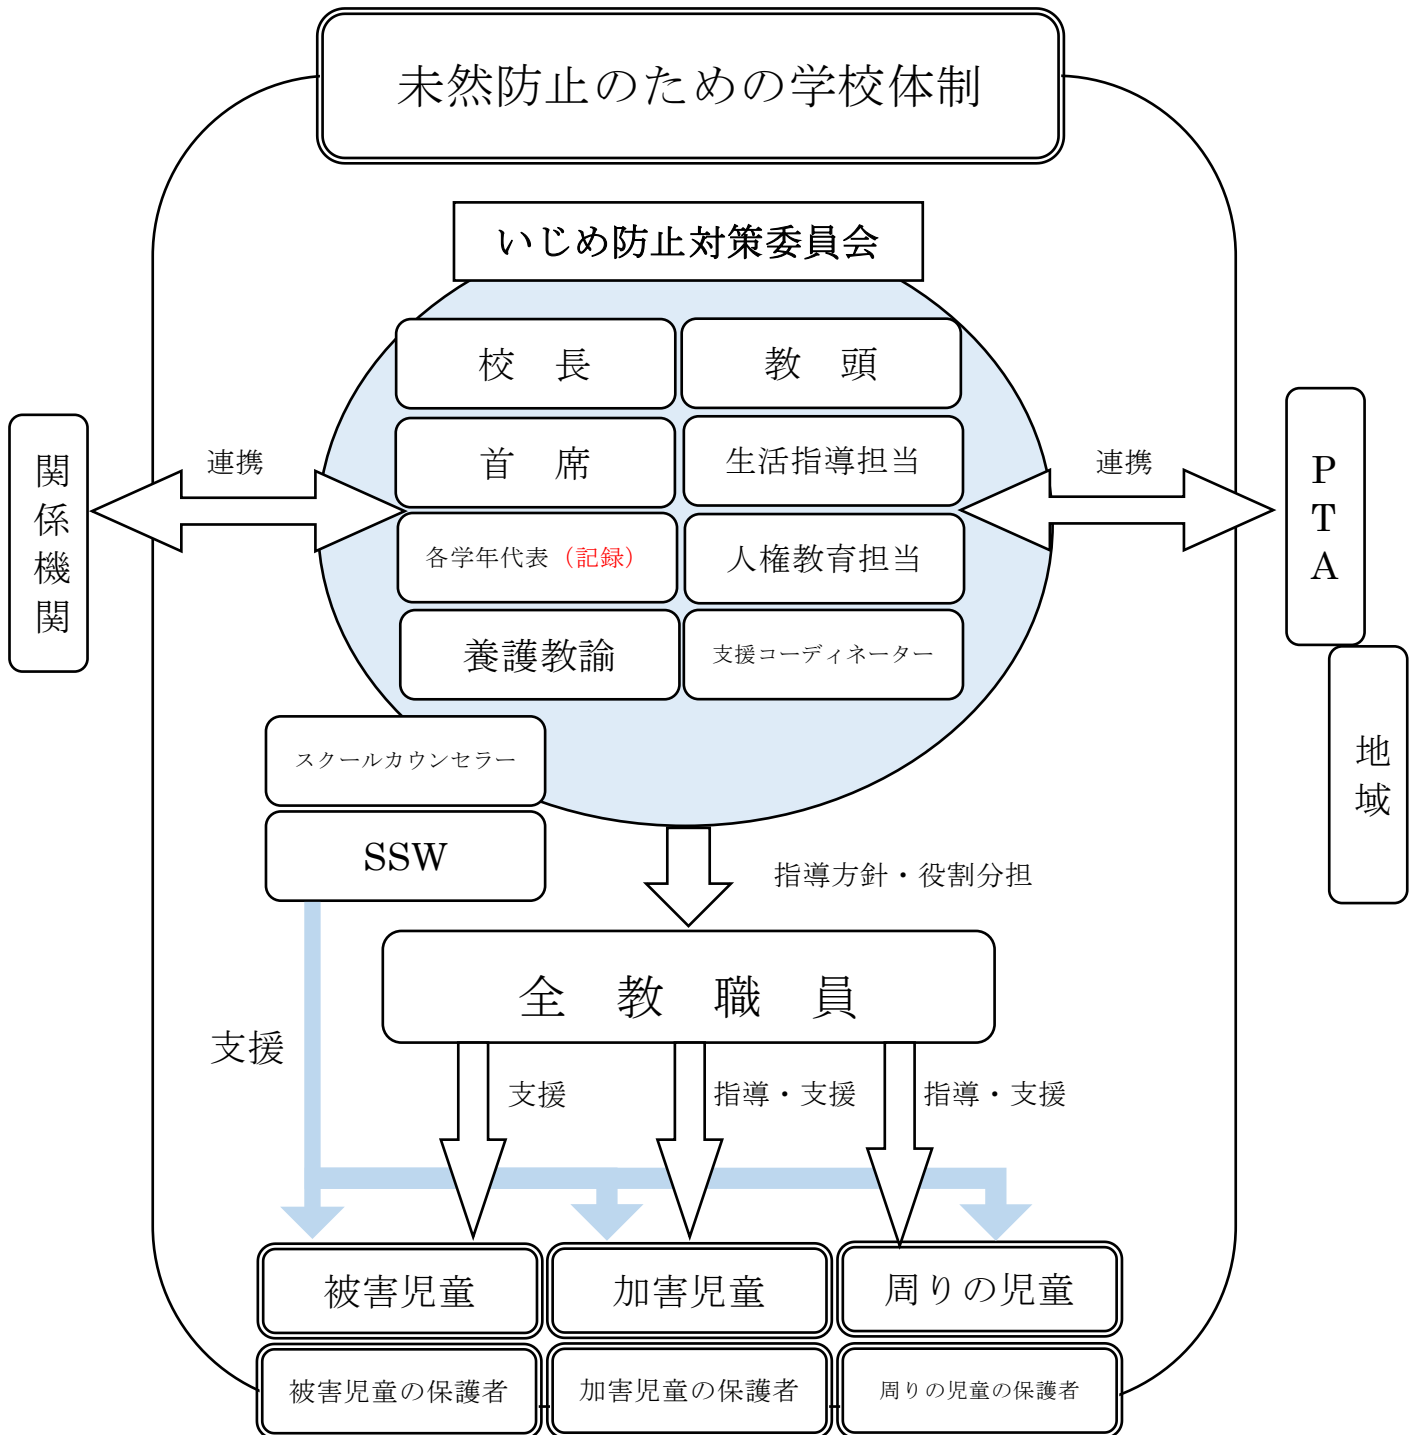 未然防止のための学校体制
いじめ防止対策委員会
校　長
教　頭
首　席
生活指導担当
各学年代表（記録）
人権教育担当
養護教諭
支援コーディネーター
スクールカウンセラー
SSW
関係機関
連携
連携
PTA
地域
指導方針・役割分担
全　教　職　員
支援
支援
指導・支援
指導・支援
被害児童
加害児童
周りの児童
被害児童の保護者
加害児童の保護者
周りの児童の保護者